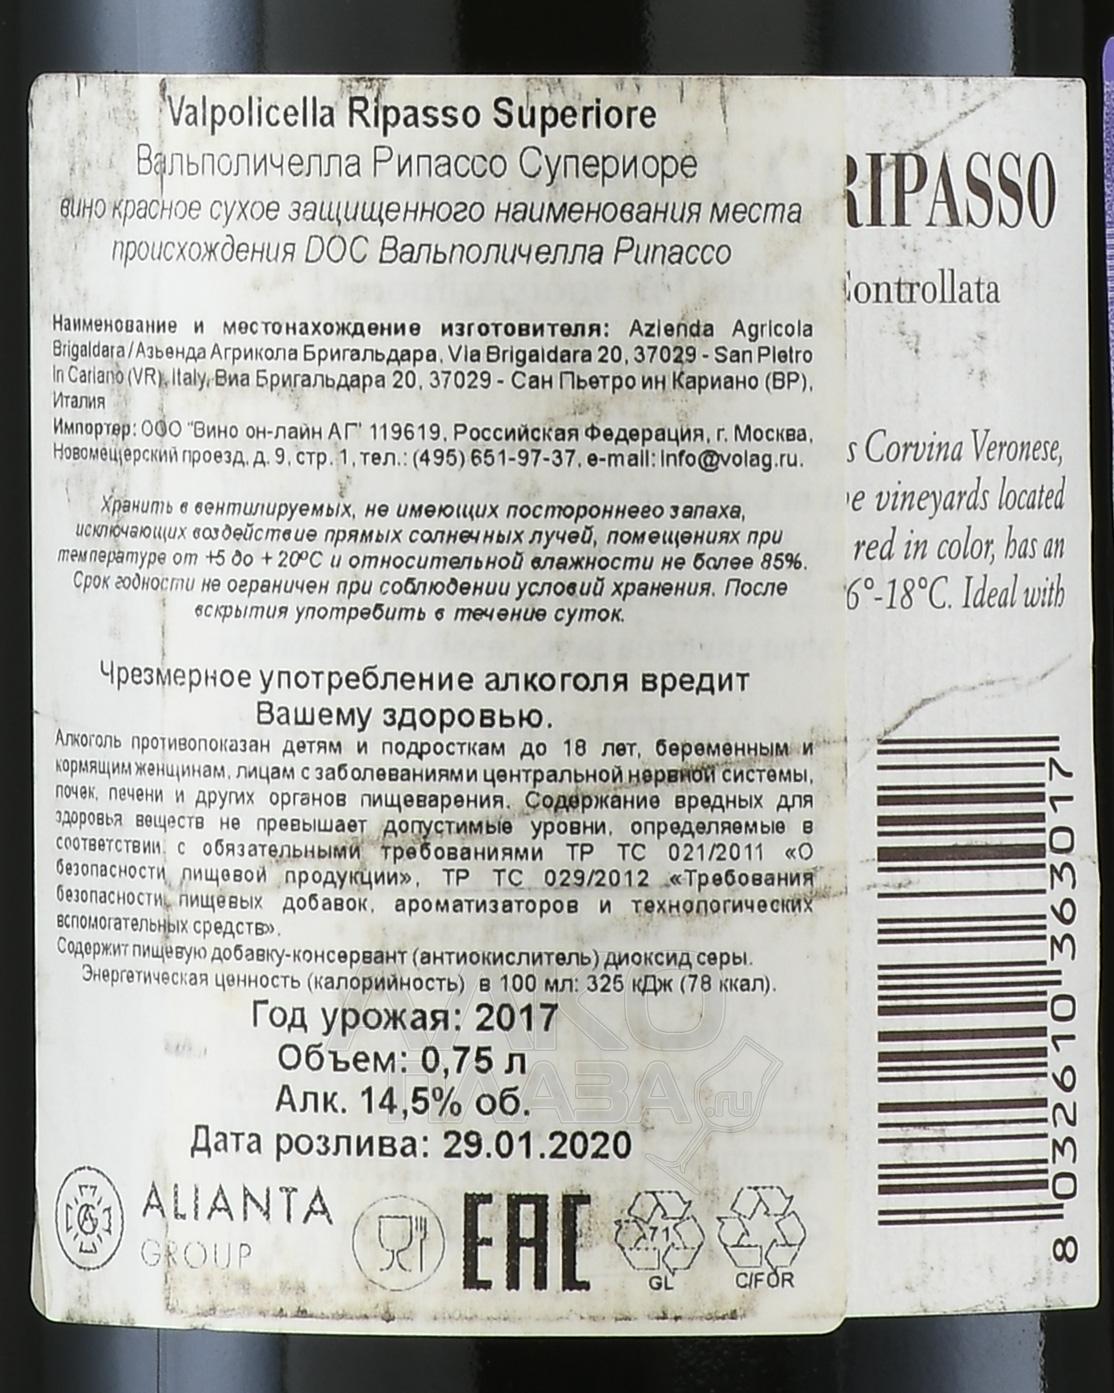 Valpolicella Ripasso Superiore
Вальполичелла Рипассо Супериоре
вино красное сухое защищенного наименования места
происхождения DOC Вальполичелла Рипассо
Наименование и местонахождение изготовителя: Azienda Agricola
Brigaldara/Азьенда Агрикола Бригальдара, Via Brigaldara 20, 37029 - San Pietro
In Cariano (VR), Italy, Виа Бригальдара 20, 37029 - Сан Пьетро ин Кариано (ВР),
Италия
Импортер: ООО "Вино он-лайн АГ" 119619, Российская Федерация, г. Москва,
Новомещерский проезд, д. 9, стр. 1, тел.: (495) 651-97-37, e-mail: info@volag.ru.
Хранить в вентилируемых, не имеющих постороннего запаха,
исключающих воздействие прямых солнечных лучей, помещениях при
температуре от +5 до + 20°С и относительной влажности не более 85%.
Срок годности не ограничен при соблюдении условий хранения. После
вскрытия употребить в течение суток.
Чрезмерное употребление алкоголя вредит
Вашему здоровью.
Алкоголь противопоказан детям и подросткам до 18 лет, беременным и
кормящим женщинам, лицам с заболеваниями центральной нервной системы,
почек, печени и других органов пищеварения. Содержание вредных для
здоровья веществ не превышает допустимые уровни, определяемые в
соответствии с обязательными требованиями ТР ТС 021/2011 «О
безопасности пищевой продукции», ТР ТС 029/2012 «Требования
безопасности пищевых добавок, ароматизаторов и технологических
вспомогательных средств».
Содержит пищевую добавку-консервант (антиокислитель) диоксид серы.
Энергетическая ценность (калорийность) в 100 мл: 325 кДж (78 ккал).
Год урожая: 2017
Объем: 0,75 л
Алк. 14,5% об.
Дата розлива: 29.01.2020
ALIANTA
GROUP
EAC
71
GL
C/FOR
RIPASSO
Controllata
s Corvina Veronese,
e vineyards located
red in color, has an
6°-18°C. Ideal with
8 032610 363017
АЛКО
ПЛАЗА.ru